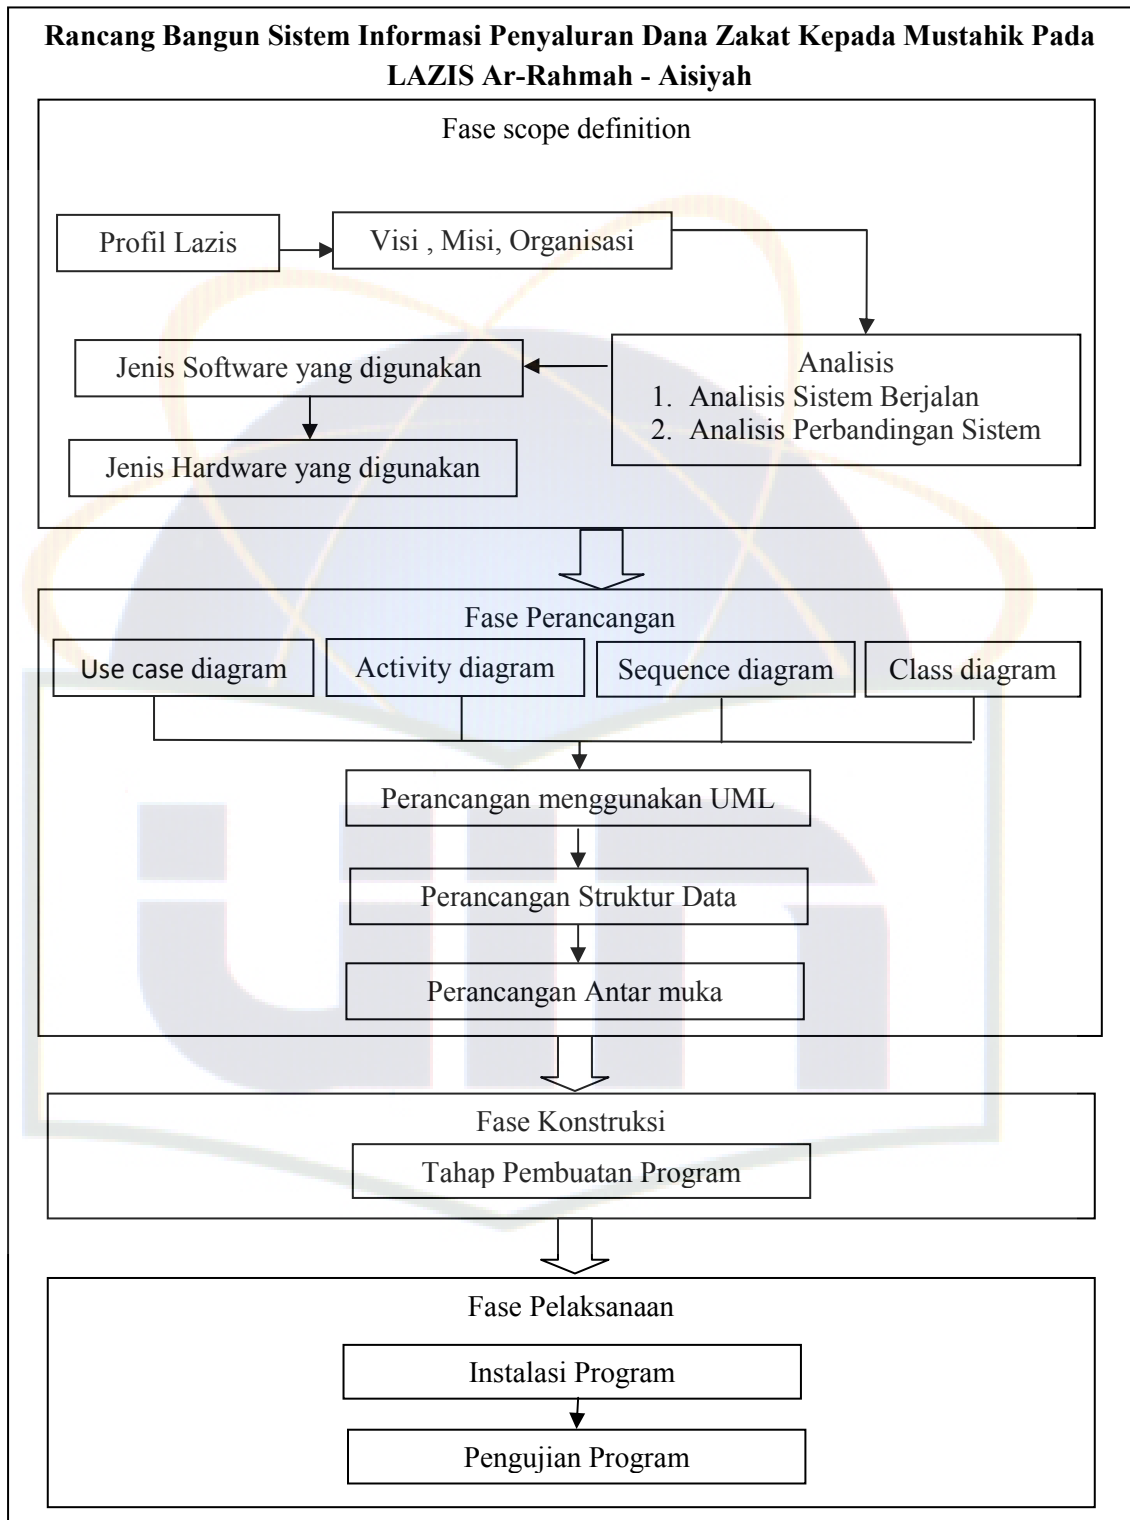 Rancang Bangun Sistem Informasi Penyaluran Dana Zakat Kepada Mustahik Pada
LAZIS Ar-Rahmah - Aisiyah
Fase scope definition
Profil Lazis
Visi , Misi, Organisasi
Analisis
1. Analisis Sistem Berjalan
2. Analisis Perbandingan Sistem
Jenis Software yang digunakan
Jenis Hardware yang digunakan
Fase Perancangan
Use case diagram
Activity diagram
Sequence diagram
Class diagram
Perancangan menggunakan UML
Perancangan Struktur Data
Perancangan Antar muka
Fase Konstruksi
Tahap Pembuatan Program
Fase Pelaksanaan
Instalasi Program
Pengujian Program
uin